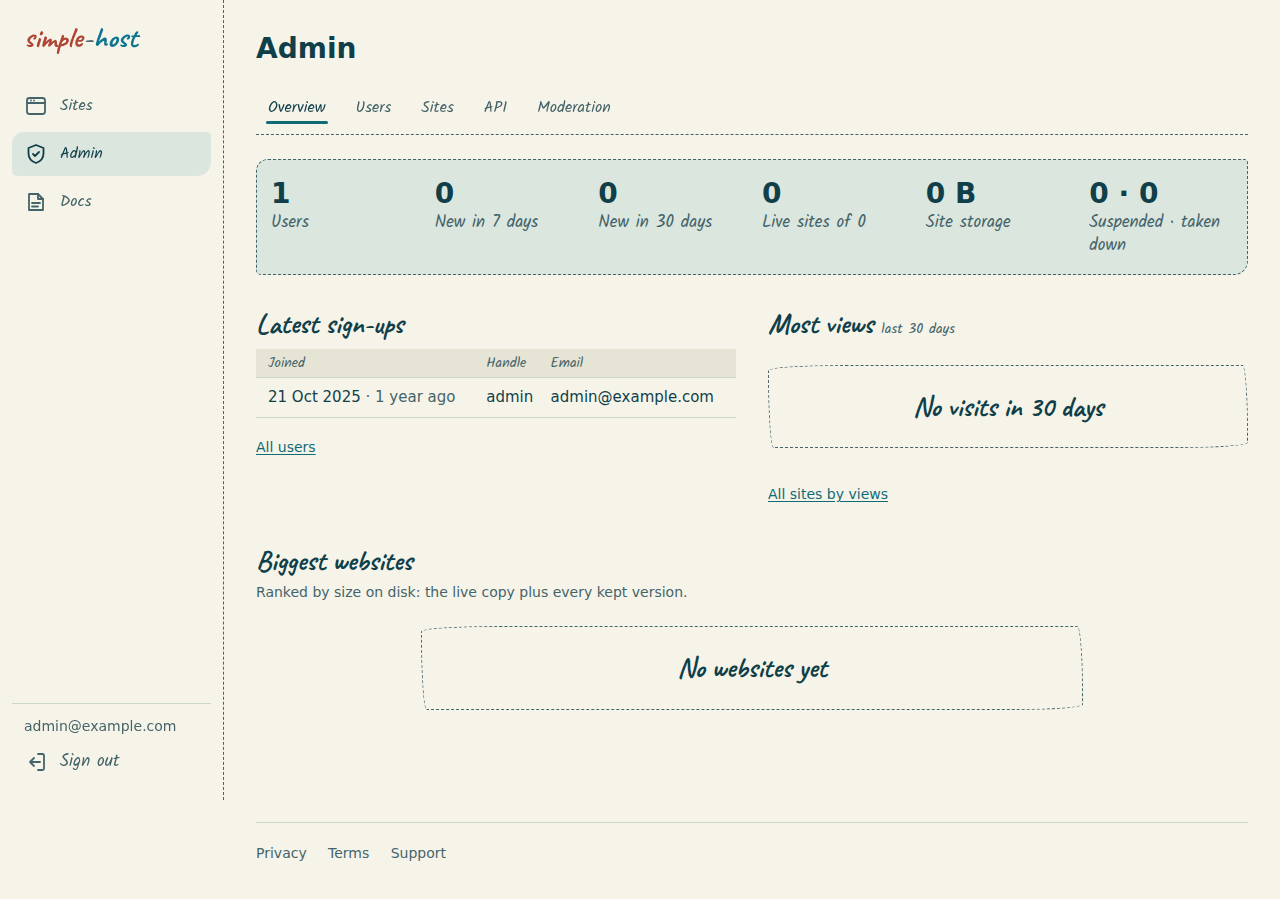 simple-host
Sites
Admin
Docs
admin@example.com
Sign out
Admin
Overview Users Sites API Moderation
1 0 0 0 0 B 0 · 0
Users New in 7 days New in 30 days Live sites of 0 Site storage Suspended · taken down
Latest sign-ups
Joined Handle Email
21 Oct 2025 · 1 year ago admin admin@example.com
All users
Most views last 30 days
No visits in 30 days
All sites by views
Biggest websites
Ranked by size on disk: the live copy plus every kept version.
No websites yet
Privacy Terms Support